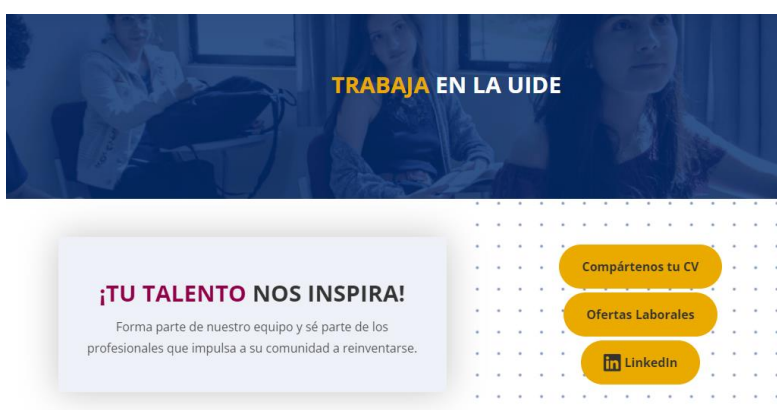 TRABAJA EN LA UIDE
¡TU TALENTO NOS INSPIRA!
Forma parte de nuestro equipo y sé parte de los
profesionales que impulsa a su comunidad a reinventarse.
Compártenos tu CV
Ofertas Laborales
in LinkedIn